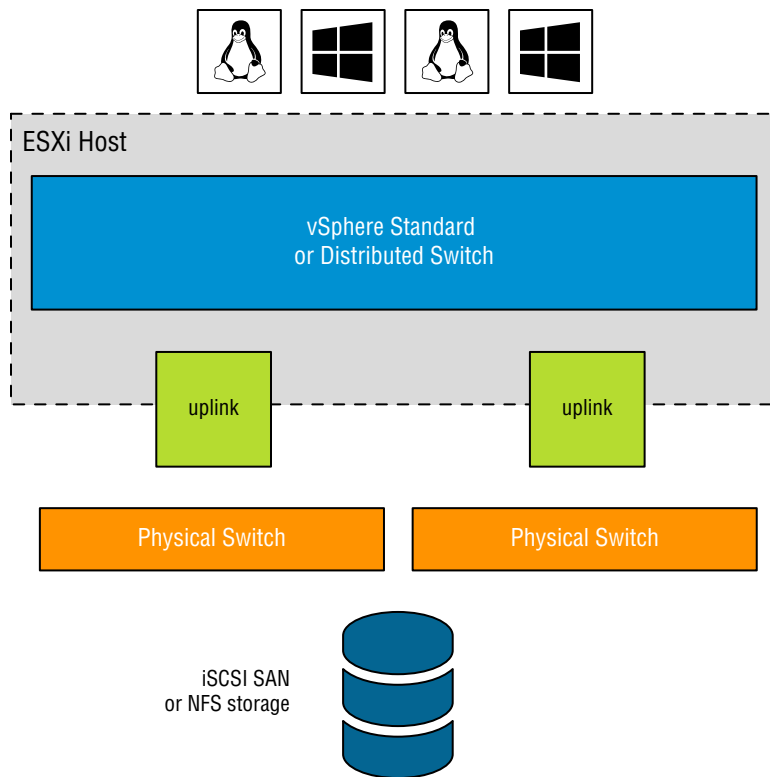 ESXi Host
vSphere Standard
or Distributed Switch
uplink
uplink
Physical Switch
Physical Switch
iSCSI SAN
or NFS storage